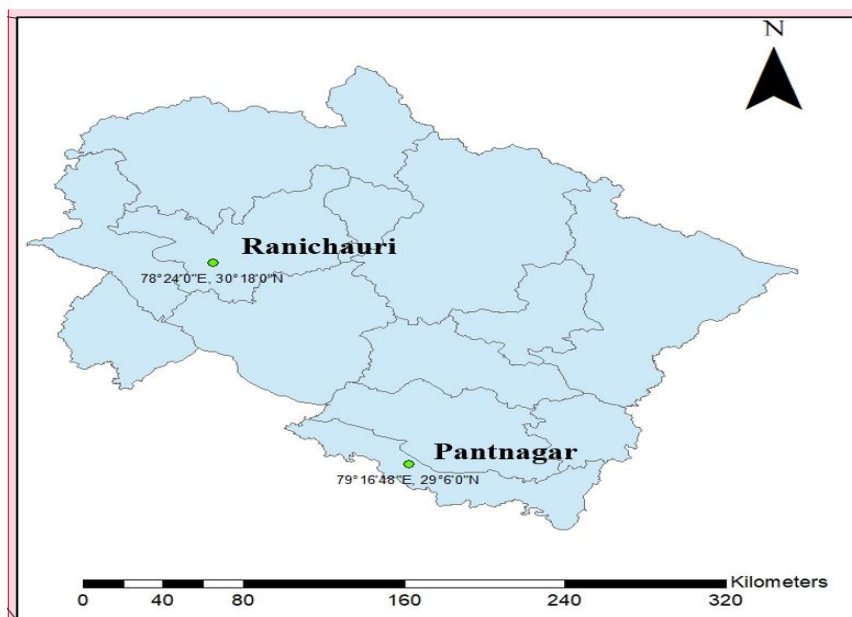 N
Ranichauri
78°24'0"E, 30°18'0"N
Pantnagar
79°16'48"E, 29°6'0"N
Kilometers
0 40 80 160 240 320